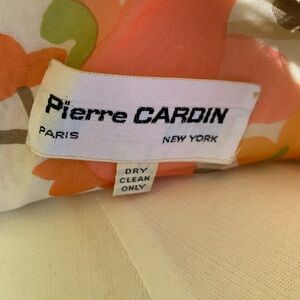 Pierre CARDIN
PARIS NEW YORK
DRY
CLEAN
ONLY